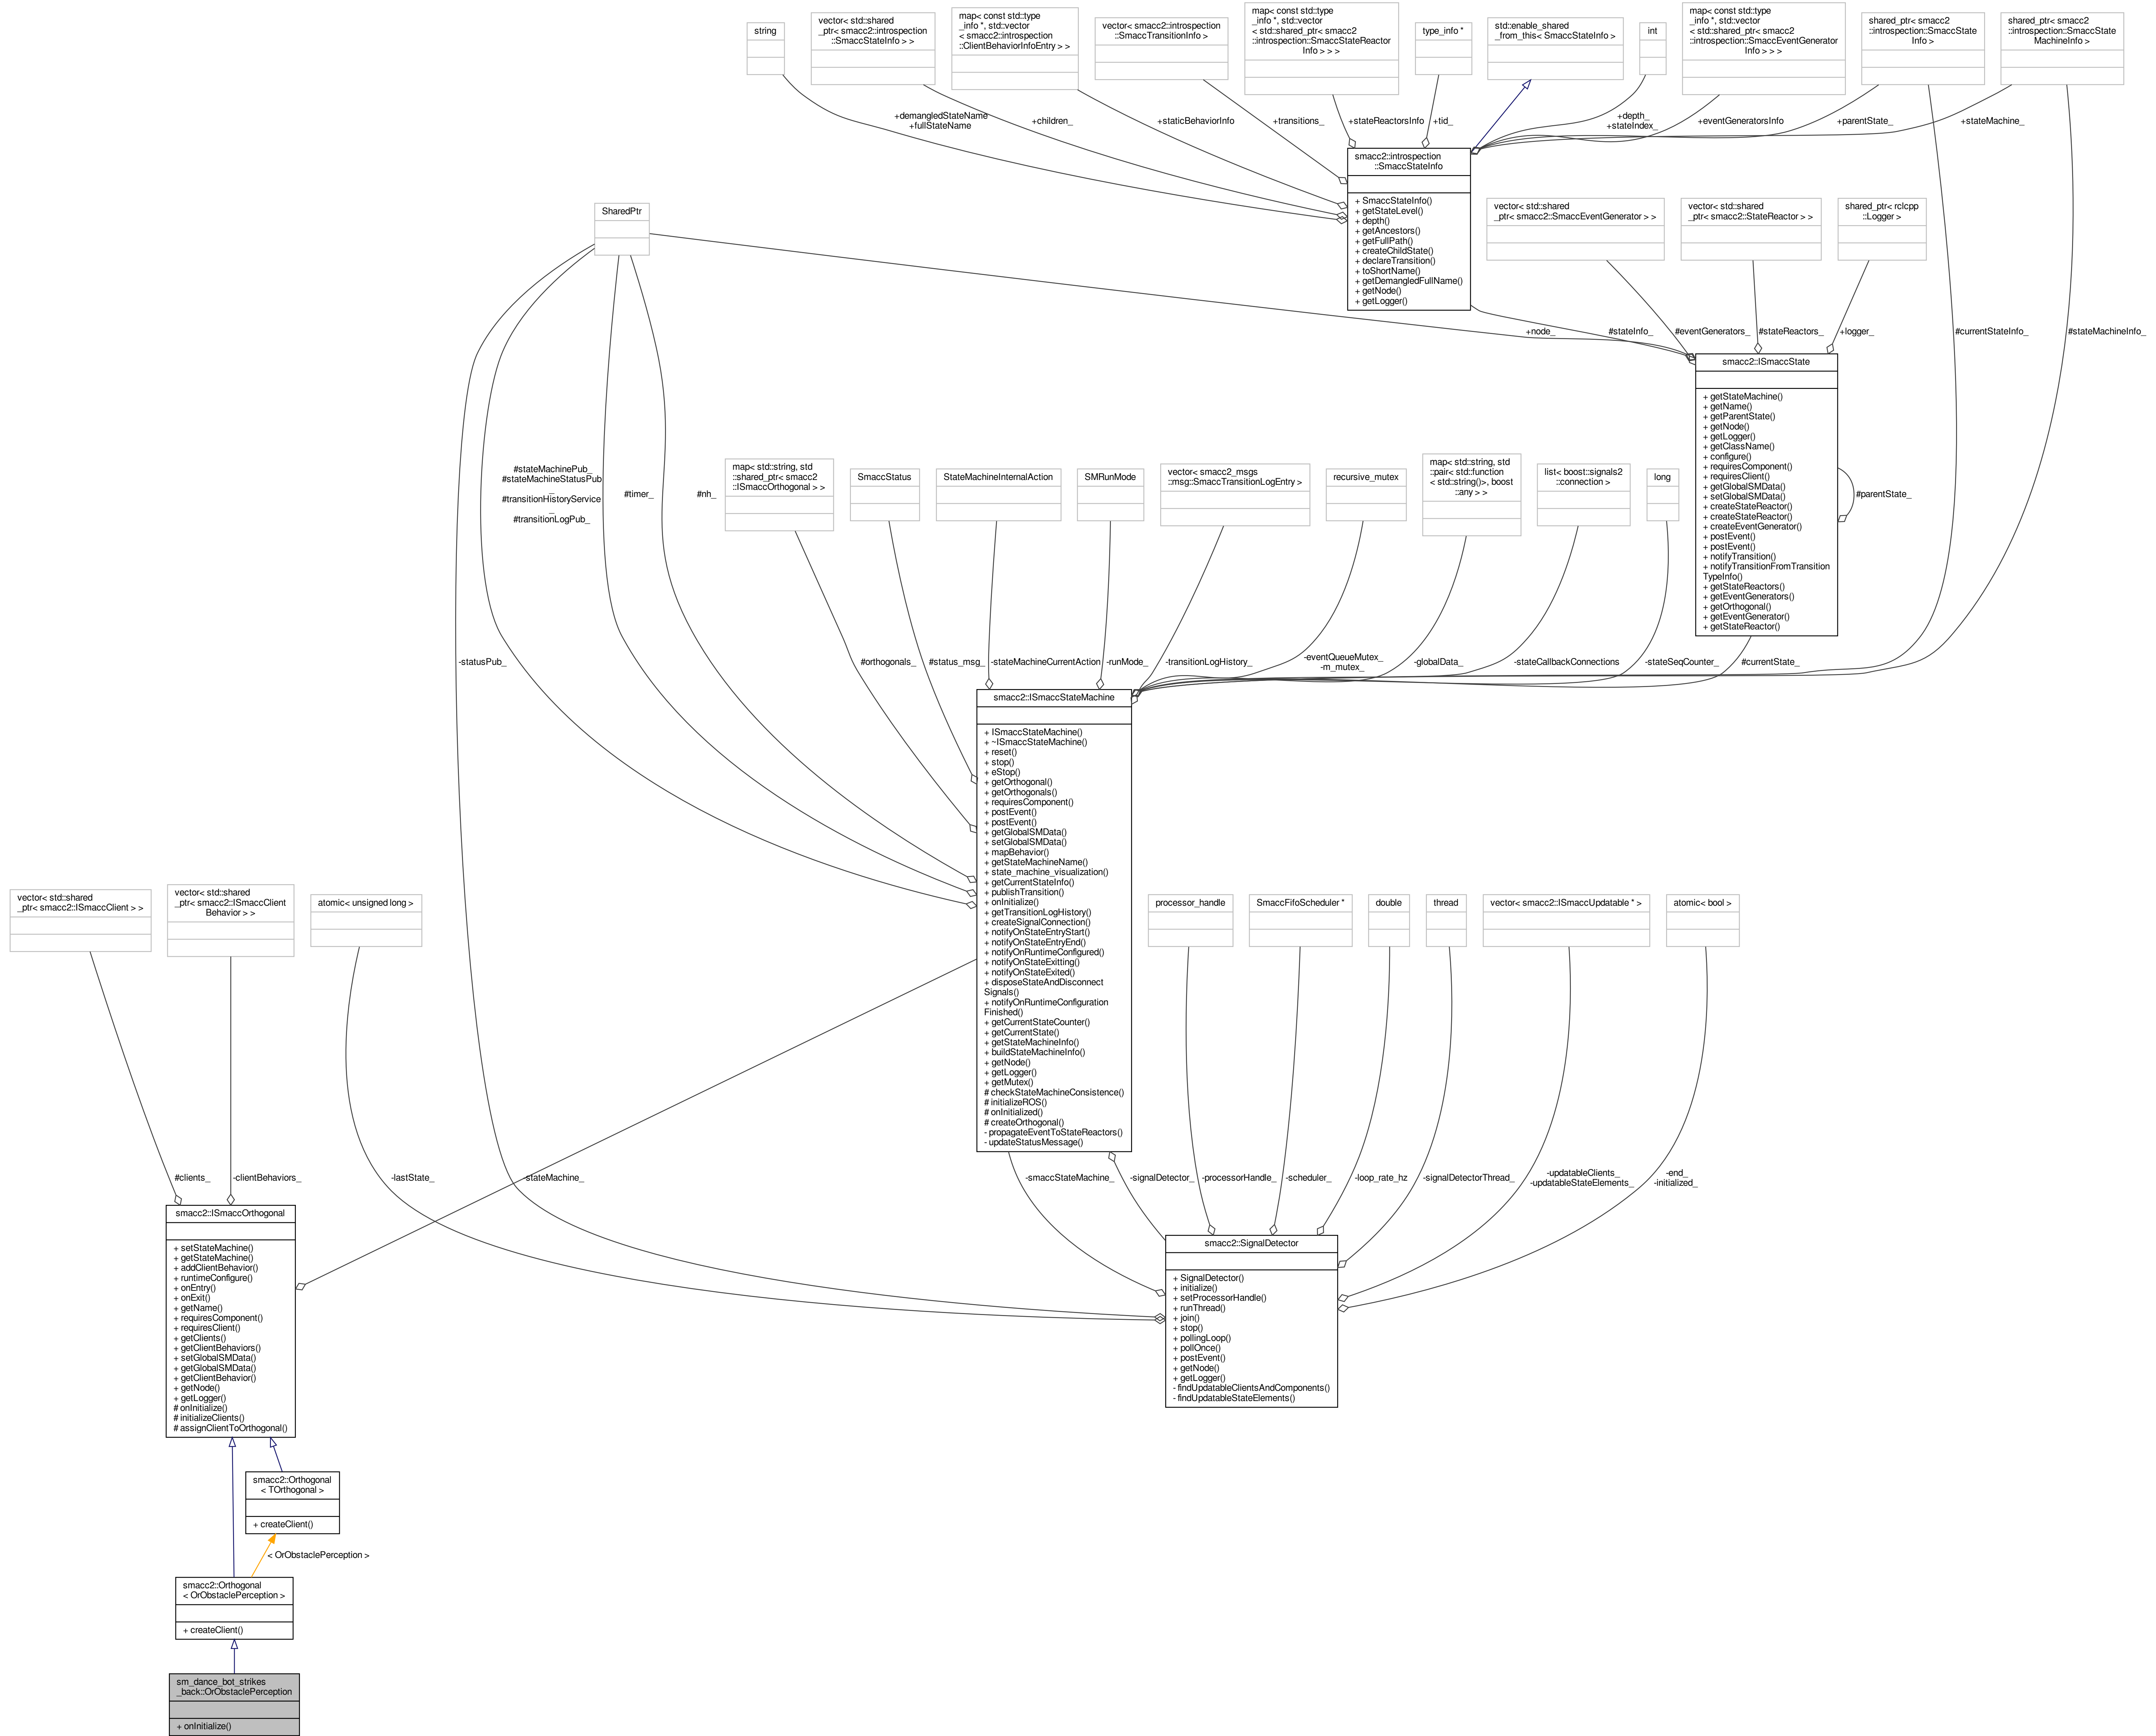 string
vector< std::shared
_ptr< smacc2::introspection
::SmaccStateInfo > >
map< const std::type
_info *, std::vector
< smacc2::introspection
::ClientBehaviorInfoEntry > >
vector< smacc2::introspection
::SmaccTransitionInfo >
map< const std::type
_info *, std::vector
< std::shared_ptr< smacc2
::introspection::SmaccStateReactor
Info > > >
type_info *
std::enable_shared
_from_this< SmaccStateInfo >
int
map< const std::type
_info *, std::vector
< std::shared_ptr< smacc2
::introspection::SmaccEventGenerator
Info > > >
shared_ptr< smacc2
::introspection::SmaccState
Info >
shared_ptr< smacc2
::introspection::SmaccState
MachineInfo >
+demangledStateName
+fullStateName
+children_
+staticBehaviorInfo
+transitions_
+stateReactorsInfo
+tid_
+depth_
+stateIndex_
+eventGeneratorsInfo
+parentState_
+stateMachine_
smacc2::introspection
::SmaccStateInfo
+ SmaccStateInfo()
+ getStateLevel()
+ depth()
+ getAncestors()
+ getFullPath()
+ createChildState()
+ declareTransition()
+ toShortName()
+ getDemangledFullName()
+ getNode()
+ getLogger()
SharedPtr
vector< std::shared
_ptr< smacc2::SmaccEventGenerator > >
vector< std::shared
_ptr< smacc2::StateReactor > >
shared_ptr< rclcpp
::Logger >
+node_
#stateInfo_
#eventGenerators_
#stateReactors_
+logger_
#currentStateInfo_
#stateMachineInfo_
smacc2::ISmaccState
+ getStateMachine()
+ getName()
+ getParentState()
+ getNode()
+ getLogger()
+ getClassName()
+ configure()
+ requiresComponent()
+ requiresClient()
+ getGlobalSMData()
+ setGlobalSMData()
+ createStateReactor()
+ createStateReactor()
+ createEventGenerator()
+ postEvent()
+ postEvent()
+ notifyTransition()
+ notifyTransitionFromTransition
TypeInfo()
+ getStateReactors()
+ getEventGenerators()
+ getOrthogonal()
+ getEventGenerator()
+ getStateReactor()
#parentState_
#stateMachinePub_
#stateMachineStatusPub
_
#transitionHistoryService
_
#transitionLogPub_
#timer_
#nh_
map< std::string, std
::shared_ptr< smacc2
::ISmaccOrthogonal > >
SmaccStatus
StateMachineInternalAction
SMRunMode
vector< smacc2_msgs
::msg::SmaccTransitionLogEntry >
recursive_mutex
map< std::string, std
::pair< std::function
< std::string()>, boost
::any > >
list< boost::signals2
::connection >
long
-statusPub_
#orthogonals_
#status_msg_
-stateMachineCurrentAction
-runMode_
-transitionLogHistory_
-eventQueueMutex_
-m_mutex_
-globalData_
-stateCallbackConnections
-stateSeqCounter_
#currentState_
smacc2::ISmaccStateMachine
+ ISmaccStateMachine()
+ ~ISmaccStateMachine()
+ reset()
+ stop()
+ eStop()
+ getOrthogonal()
+ getOrthogonals()
+ requiresComponent()
+ postEvent()
+ postEvent()
+ getGlobalSMData()
+ setGlobalSMData()
+ mapBehavior()
+ getStateMachineName()
+ state_machine_visualization()
+ getCurrentStateInfo()
+ publishTransition()
+ onInitialize()
+ getTransitionLogHistory()
+ createSignalConnection()
+ notifyOnStateEntryStart()
+ notifyOnStateEntryEnd()
+ notifyOnRuntimeConfigured()
+ notifyOnStateExitting()
+ notifyOnStateExited()
+ disposeStateAndDisconnect
Signals()
+ notifyOnRuntimeConfiguration
Finished()
+ getCurrentStateCounter()
+ getCurrentState()
+ getStateMachineInfo()
+ buildStateMachineInfo()
+ getNode()
+ getLogger()
+ getMutex()
# checkStateMachineConsistence()
# initializeROS()
# onInitialized()
# createOrthogonal()
- propagateEventToStateReactors()
- updateStatusMessage()
vector< std::shared
_ptr< smacc2::ISmaccClient > >
vector< std::shared
_ptr< smacc2::ISmaccClient
Behavior > >
atomic< unsigned long >
processor_handle
SmaccFifoScheduler *
double
thread
vector< smacc2::ISmaccUpdatable * >
atomic< bool >
#clients_
-clientBehaviors_
-lastState_
-stateMachine_
-smaccStateMachine_
-signalDetector_
-processorHandle_
-scheduler_
-loop_rate_hz
-signalDetectorThread_
-updatableClients_
-updatableStateElements_
-end_
-initialized_
smacc2::ISmaccOrthogonal
+ setStateMachine()
+ getStateMachine()
+ addClientBehavior()
+ runtimeConfigure()
+ onEntry()
+ onExit()
+ getName()
+ requiresComponent()
+ requiresClient()
+ getClients()
+ getClientBehaviors()
+ setGlobalSMData()
+ getGlobalSMData()
+ getClientBehavior()
+ getNode()
+ getLogger()
# onInitialize()
# initializeClients()
# assignClientToOrthogonal()
smacc2::SignalDetector
+ SignalDetector()
+ initialize()
+ setProcessorHandle()
+ runThread()
+ join()
+ stop()
+ pollingLoop()
+ pollOnce()
+ postEvent()
+ getNode()
+ getLogger()
- findUpdatableClientsAndComponents()
- findUpdatableStateElements()
smacc2::Orthogonal
< TOrthogonal >
+ createClient()
< OrObstaclePerception >
smacc2::Orthogonal
< OrObstaclePerception >
+ createClient()
sm_dance_bot_strikes
_back::OrObstaclePerception
+ onInitialize()